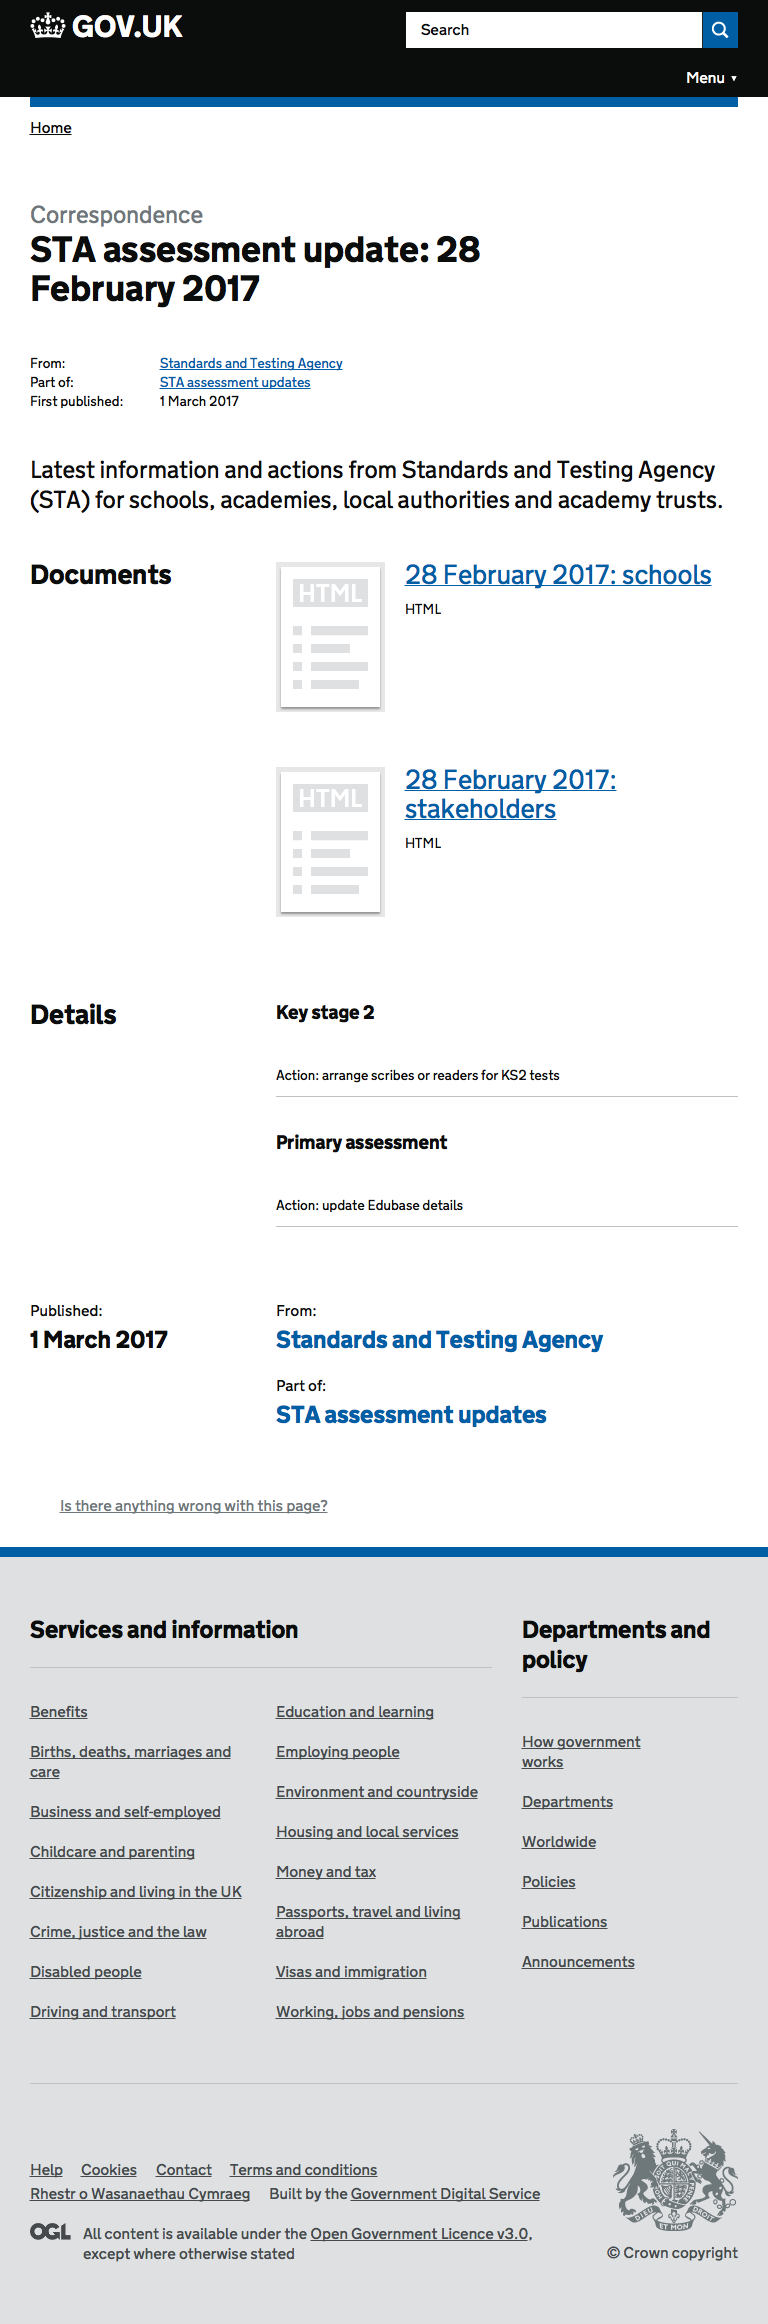 GOV.UK
Search
Menu ▼
Home
Correspondence
STA assessment update: 28
February 2017
From: Standards and Testing Agency
Part of: STA assessment updates
First published: 1 March 2017
Latest information and actions from Standards and Testing Agency
(STA) for schools, academies, local authorities and academy trusts.
Documents
HTML
28 February 2017: schools
HTML
HTML
28 February 2017:
stakeholders
HTML
Details
Key stage 2
Action: arrange scribes or readers for KS2 tests
Primary assessment
Action: update Edubase details
Published:
1 March 2017
From:
Standards and Testing Agency
Part of:
STA assessment updates
Is there anything wrong with this page?
Services and information
Benefits
Births, deaths, marriages and
care
Business and self-employed
Childcare and parenting
Citizenship and living in the UK
Crime, justice and the law
Disabled people
Driving and transport
Education and learning
Employing people
Environment and countryside
Housing and local services
Money and tax
Passports, travel and living
abroad
Visas and immigration
Working, jobs and pensions
Departments and
policy
How government
works
Departments
Worldwide
Policies
Publications
Announcements
Help Cookies Contact Terms and conditions
Rhestr o Wasanaethau Cymraeg Built by the Government Digital Service
OGL
All content is available under the Open Government Licence v3.0,
except where otherwise stated
DIEU ET MON DROIT
© Crown copyright